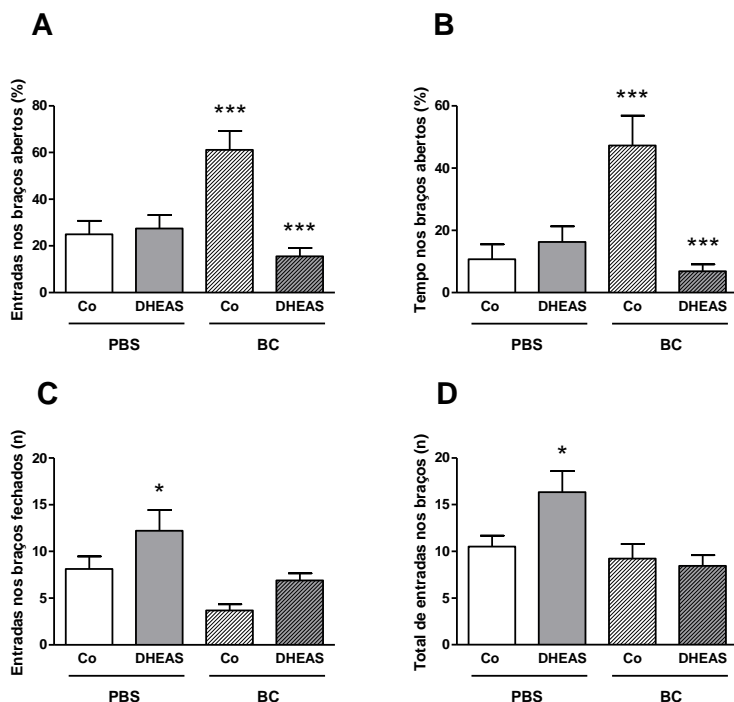 A
Entradas nos braços abertos (%)
80
60
40
20
0
***
***
Co
DHEAS
Co
DHEAS
PBS
BC
B
Tempo nos braços abertos (%)
60
40
20
0
***
***
Co
DHEAS
Co
DHEAS
PBS
BC
C
Entradas nos braços fechados (n)
20
15
10
5
0
*
Co
DHEAS
Co
DHEAS
PBS
BC
D
Total de entradas nos braços (n)
20
15
10
5
0
*
Co
DHEAS
Co
DHEAS
PBS
BC